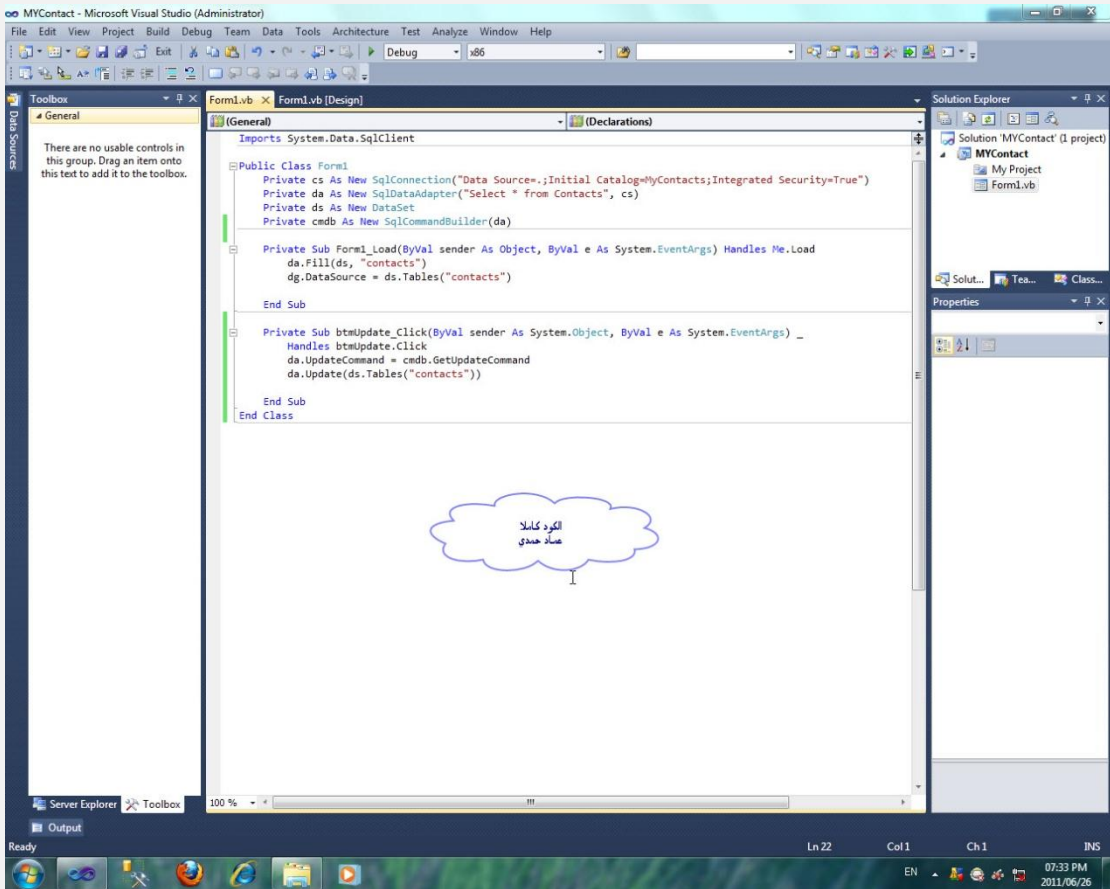 MYContact - Microsoft Visual Studio (Administrator)
File Edit View Project Build Debug Team Data Tools Architecture Test Analyze Window Help
Exit Debug x86
Toolbox
General
There are no usable controls in
this group. Drag an item onto
this text to add it to the toolbox.
Data Sources
Form1.vb Form1.vb [Design]
(General) (Declarations)
Imports System.Data.SqlClient
Public Class Form1
Private cs As New SqlConnection("Data Source=.;Initial Catalog=MyContacts;Integrated Security=True")
Private da As New SqlDataAdapter("Select * from Contacts", cs)
Private ds As New DataSet
Private cmdb As New SqlCommandBuilder(da)
Private Sub Form1_Load(ByVal sender As Object, ByVal e As System.EventArgs) Handles Me.Load
da.Fill(ds, "contacts")
dg.DataSource = ds.Tables("contacts")
End Sub
Private Sub btmUpdate_Click(ByVal sender As System.Object, ByVal e As System.EventArgs) _
Handles btmUpdate.Click
da.UpdateCommand = cmdb.GetUpdateCommand
da.Update(ds.Tables("contacts"))
End Sub
End Class
الكود كاملا
عماد حمدي
Solution Explorer
Solution 'MYContact' (1 project)
MYContact
My Project
Form1.vb
Solut... Tea... Class...
Properties
Server Explorer Toolbox
100 %
Output
Ready Ln 22 Col 1 Ch 1 INS
EN 07:33 PM
2011/06/26